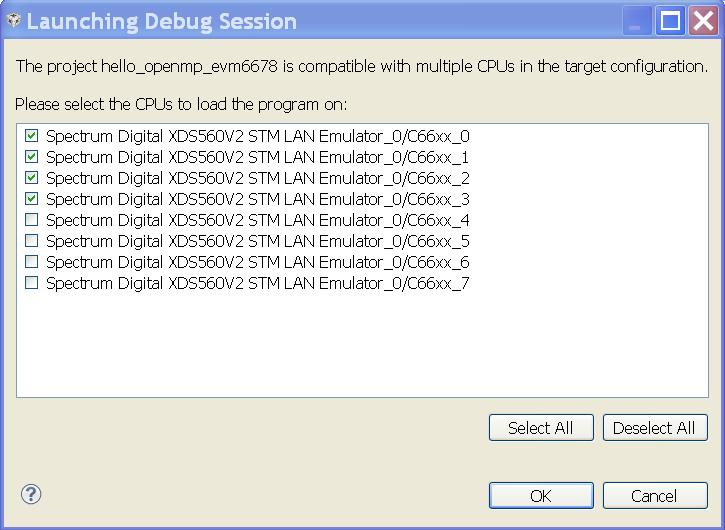 Launching Debug Session
The project hello_openmp_evm6678 is compatible with multiple CPUs in the target configuration.
Please select the CPUs to load the program on:
Spectrum Digital XDS560V2 STM LAN Emulator_0/C66xx_0
Spectrum Digital XDS560V2 STM LAN Emulator_0/C66xx_1
Spectrum Digital XDS560V2 STM LAN Emulator_0/C66xx_2
Spectrum Digital XDS560V2 STM LAN Emulator_0/C66xx_3
Spectrum Digital XDS560V2 STM LAN Emulator_0/C66xx_4
Spectrum Digital XDS560V2 STM LAN Emulator_0/C66xx_5
Spectrum Digital XDS560V2 STM LAN Emulator_0/C66xx_6
Spectrum Digital XDS560V2 STM LAN Emulator_0/C66xx_7
Select All Deselect All
? OK Cancel